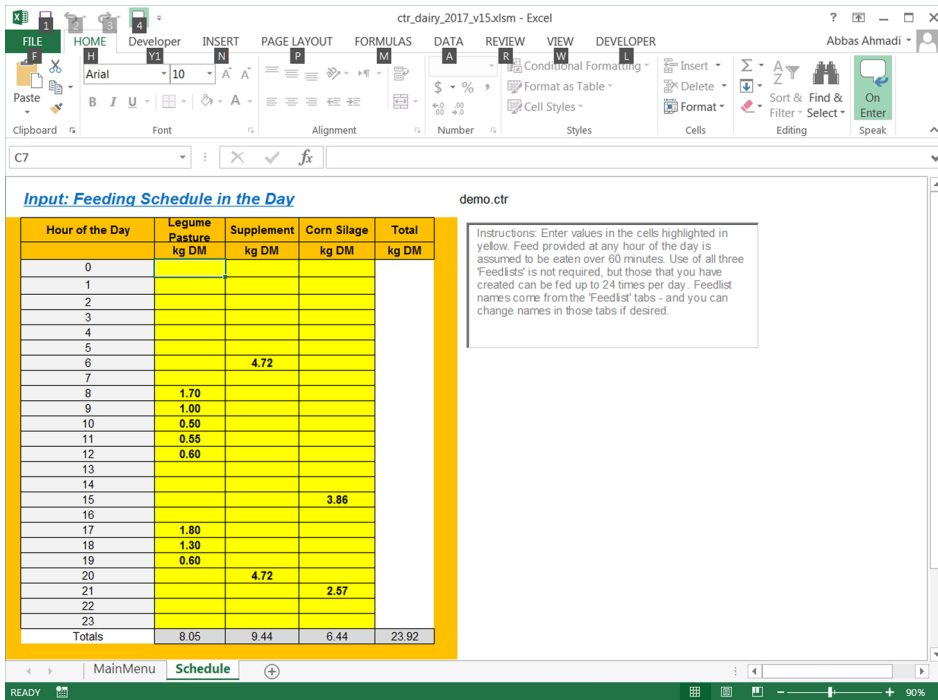 ctr_dairy_2017_v15.xlsm - Excel
1 2 3 4
FILE HOME Developer INSERT PAGE LAYOUT FORMULAS DATA REVIEW VIEW DEVELOPER Abbas Ahmadi
F H Y1 N P M A R W L
Paste
Arial 10
B I U
Conditional Formatting
Format as Table
Cell Styles
Insert
Delete
Format
Sort & Filter
Find & Select
On Enter
Clipboard Font Alignment Number Styles Cells Editing Speak
C7 fx
Input: Feeding Schedule in the Day
demo.ctr
Hour of the Day Legume Pasture Supplement Corn Silage Total
kg DM kg DM kg DM kg DM
0
1
2
3
4
5
6 4.72
7
8 1.70
9 1.00
10 0.50
11 0.55
12 0.60
13
14
15 3.86
16
17 1.80
18 1.30
19 0.60
20 4.72
21 2.57
22
23
Totals 8.05 9.44 6.44 23.92
Instructions: Enter values in the cells highlighted in
yellow. Feed provided at any hour of the day is
assumed to be eaten over 60 minutes. Use of all three
'Feedlists' is not required, but those that you have
created can be fed up to 24 times per day. Feedlist
names come from the 'Feedlist' tabs - and you can
change names in those tabs if desired.
MainMenu Schedule
READY 90%